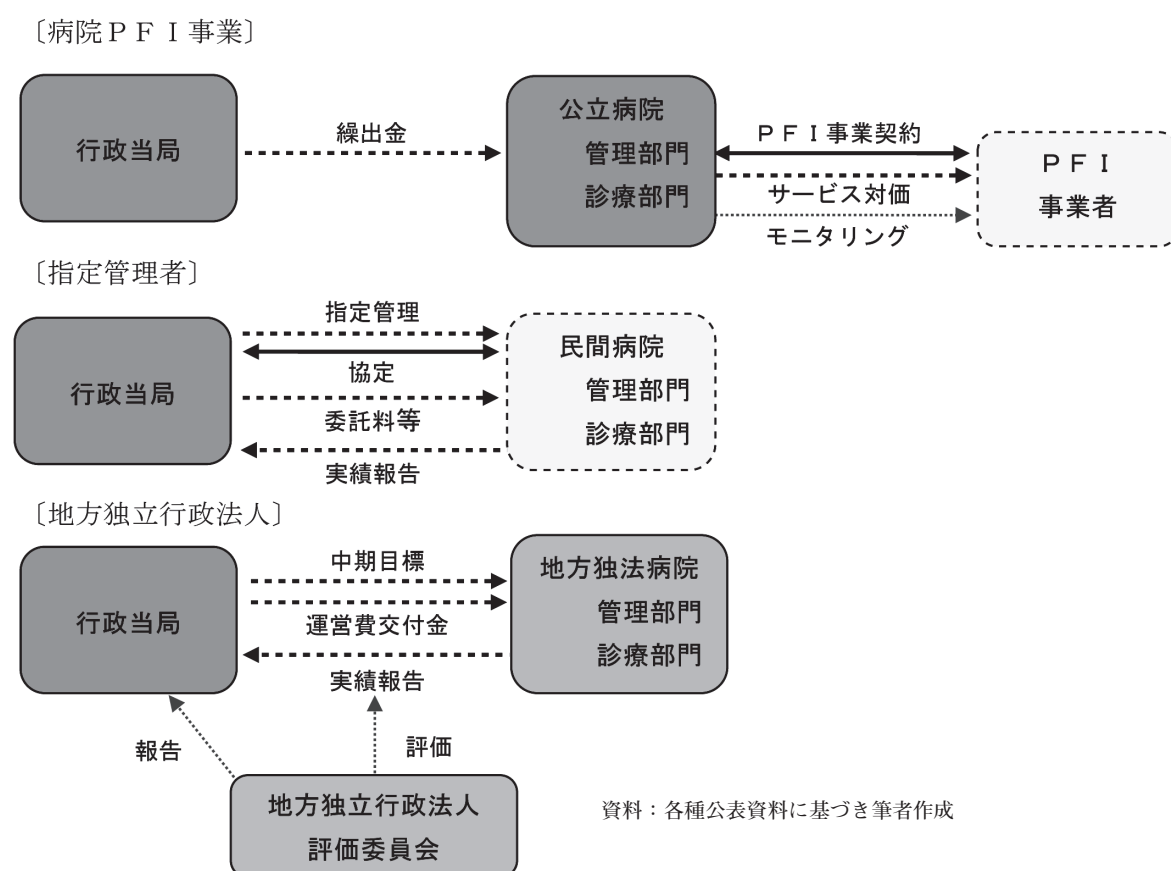 〔病院ＰＦＩ事業〕
行政当局
繰出金
公立病院
管理部門
診療部門
ＰＦＩ事業契約
サービス対価
モニタリング
ＰＦＩ
事業者
〔指定管理者〕
行政当局
指定管理
協定
委託料等
実績報告
民間病院
管理部門
診療部門
〔地方独立行政法人〕
行政当局
中期目標
運営費交付金
実績報告
地方独法病院
管理部門
診療部門
報告
評価
地方独立行政法人
評価委員会
資料：各種公表資料に基づき筆者作成